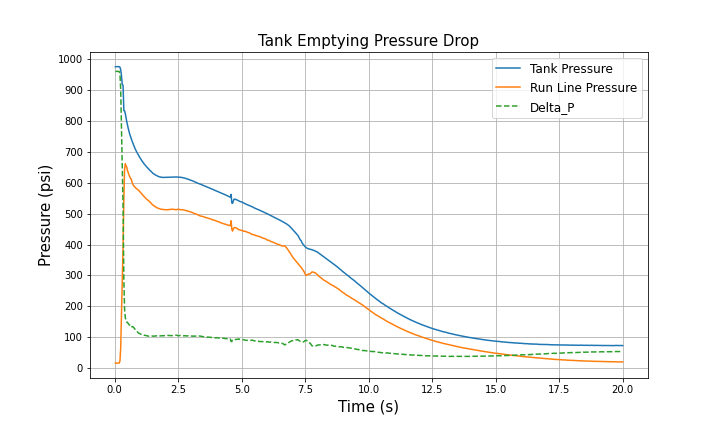 Tank Emptying Pressure Drop
1000
900
800
700
600
500
400
300
200
100
0
Pressure (psi)
Tank Pressure
Run Line Pressure
Delta_P
0.0 2.5 5.0 7.5 10.0 12.5 15.0 17.5 20.0
Time (s)